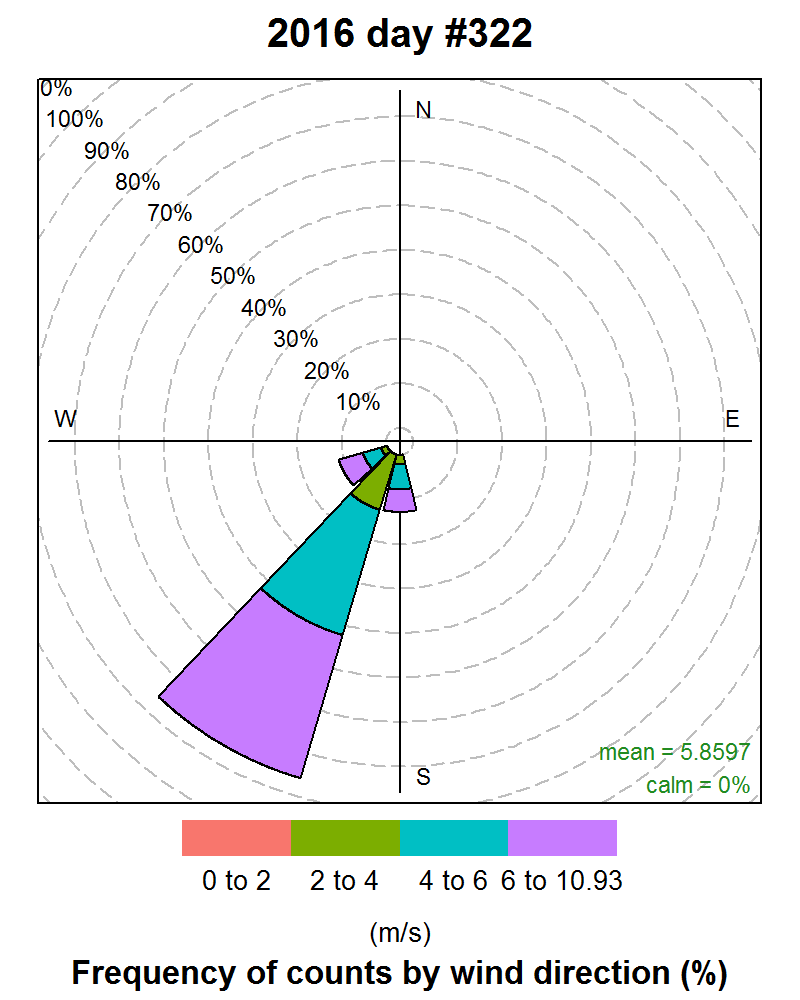 2016 day #322
0%
100%
N
90%
80%
70%
60%
50%
40%
30%
20%
10%
W
E
mean = 5.8597
S
calm = 0%
0 to 2
2 to 4
4 to 6
6 to 10.93
(m/s)
Frequency of counts by wind direction (%)